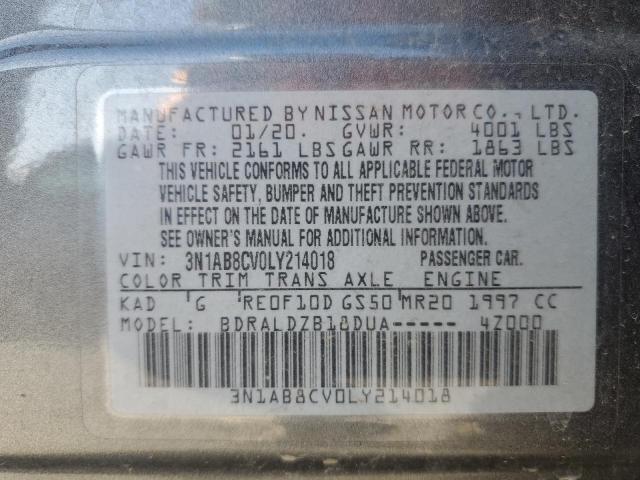 MANUFACTURED BY NISSAN MOTOR CO., LTD.
DATE: 01/20. GVWR: 4001 LBS
GAWR FR: 2161 LBS GAWR RR: 1863 LBS
THIS VEHICLE CONFORMS TO ALL APPLICABLE FEDERAL MOTOR
VEHICLE SAFETY, BUMPER AND THEFT PREVENTION STANDARDS
IN EFFECT ON THE DATE OF MANUFACTURE SHOWN ABOVE.
SEE OWNER'S MANUAL FOR ADDITIONAL INFORMATION.
VIN: 3N1AB8CV0LY214018 PASSENGER CAR.
COLOR TRIM TRANS AXLE ENGINE
KAD G RE0F10D GS50 MR20 1997 CC
MODEL: BDRALDZB18DUA----- 4Z000
3N1AB8CV0LY214018